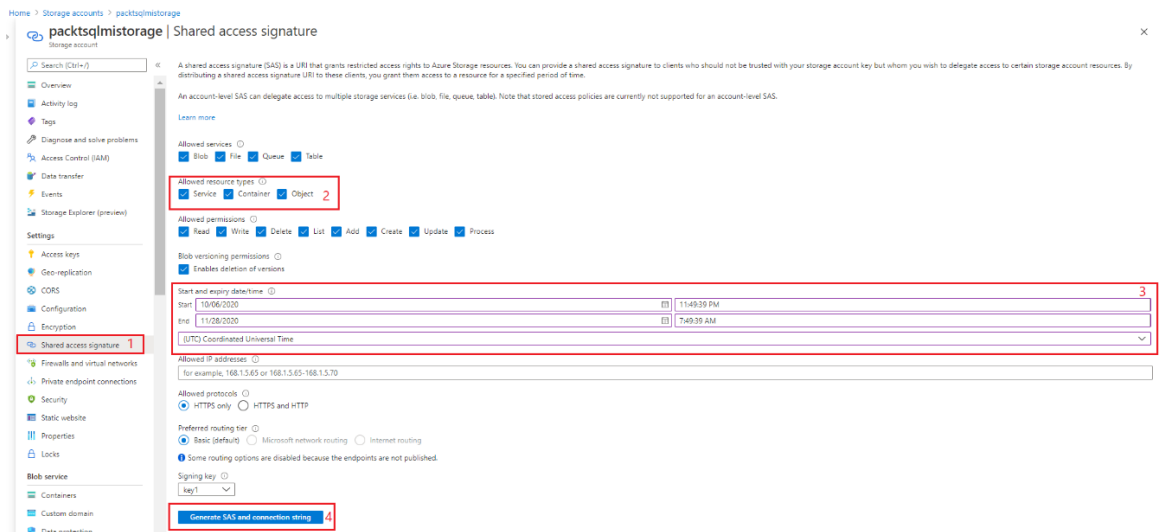 Home > Storage accounts > packtsqlmistorage
packtsqlmistorage | Shared access signature
Storage account
Search (Ctrl+/)
Overview
Activity log
Tags
Diagnose and solve problems
Access Control (IAM)
Data transfer
Events
Storage Explorer (preview)
Settings
Access keys
Geo-replication
CORS
Configuration
Encryption
Shared access signature 1
Firewalls and virtual networks
Private endpoint connections
Security
Static website
Properties
Locks
Blob service
Containers
Custom domain
Data protection
A shared access signature (SAS) is a URI that grants restricted access rights to Azure Storage resources. You can provide a shared access signature to clients who should not be trusted with your storage account key but whom you wish to delegate access to certain storage account resources. By
distributing a shared access signature URI to these clients, you grant them access to a resource for a specified period of time.
An account-level SAS can delegate access to multiple storage services (i.e. blob, file, queue, table). Note that stored access policies are currently not supported for an account-level SAS.
Learn more
Allowed services
Blob File Queue Table
Allowed resource types
Service Container Object 2
Allowed permissions
Read Write Delete List Add Create Update Process
Blob versioning permissions
Enables deletion of versions
Start and expiry date/time 3
Start 10/06/2020 11:49:39 PM
End 11/28/2020 7:49:39 AM
(UTC) Coordinated Universal Time
Allowed IP addresses
for example, 168.1.5.65 or 168.1.5.65-168.1.5.70
Allowed protocols
HTTPS only HTTPS and HTTP
Preferred routing tier
Basic (default) Microsoft network routing Internet routing
Some routing options are disabled because the endpoints are not published.
Signing key
key1
Generate SAS and connection string 4